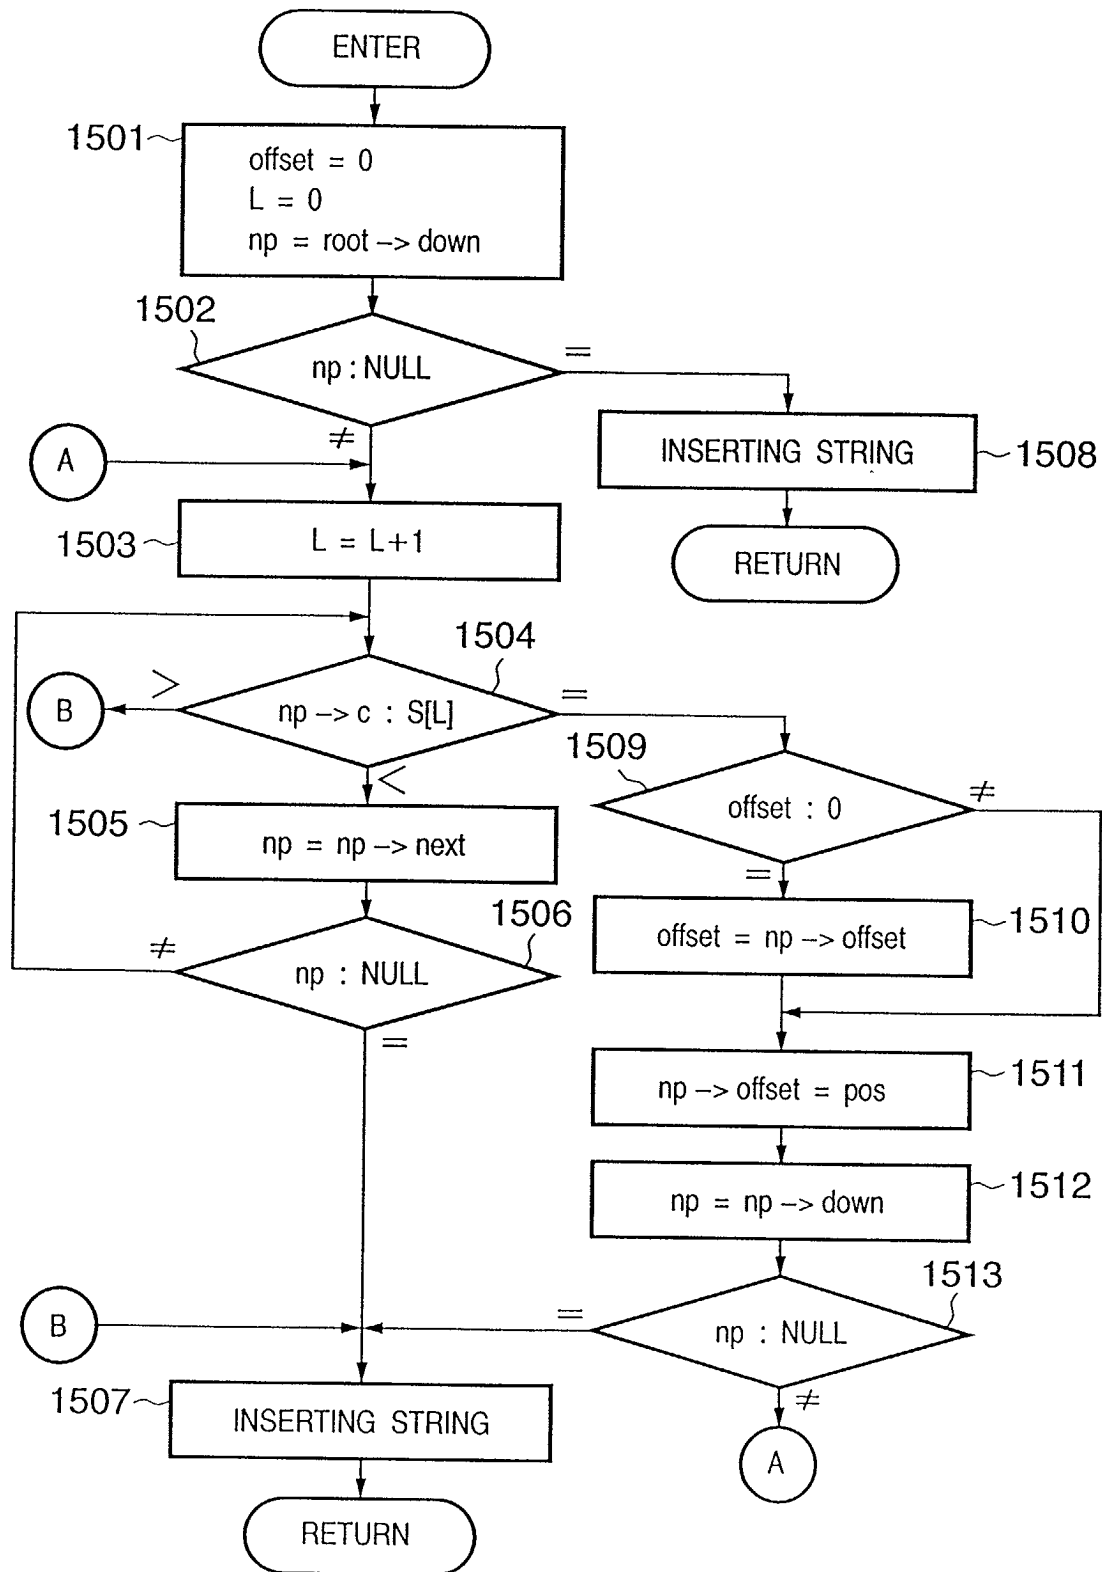 ENTER
1501
offset = 0
L = 0
np = root -> down
1502
np : NULL
=
≠
A
INSERTING STRING
1508
RETURN
1503
L = L+1
1504
>
B
np -> c : S[L]
=
<
1509
offset : 0
≠
=
1505
np = np -> next
1506
≠
np : NULL
=
offset = np -> offset
1510
np -> offset = pos
1511
np = np -> down
1512
1513
=
np : NULL
≠
A
B
1507
INSERTING STRING
RETURN